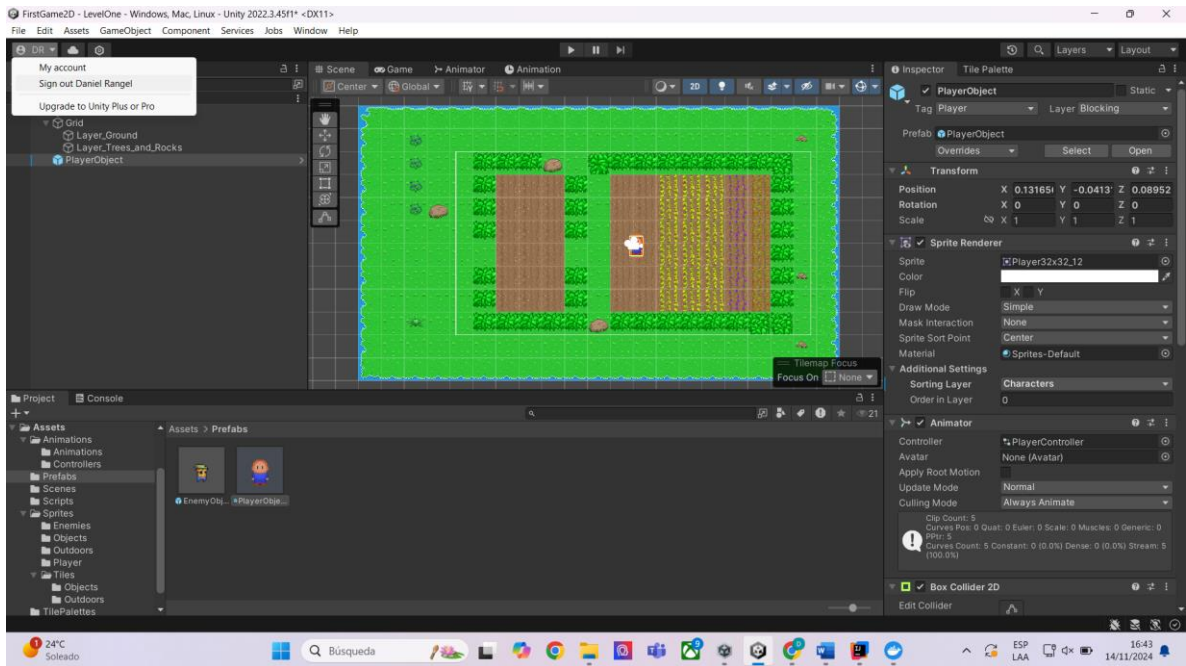 FirstGame2D - LevelOne - Windows, Mac, Linux - Unity 2022.3.45f1* <DX11>
File Edit Assets GameObject Component Services Jobs Window Help
DR
Layers
Layout
My account
Sign out Daniel Rangel
Upgrade to Unity Plus or Pro
Grid
Layer_Ground
Layer_Trees_and_Rocks
PlayerObject
Scene Game Animator Animation
Center Global 2D
Tilemap Focus
Focus On None
Inspector Tile Palette
PlayerObject Static
Tag Player Layer Blocking
Prefab PlayerObject
Overrides Select Open
Transform
Position X 0.13165 Y -0.0413 Z 0.08952
Rotation X 0 Y 0 Z 0
Scale X 1 Y 1 Z 1
Sprite Renderer
Sprite Player32x32_12
Color
Flip X Y
Draw Mode Simple
Mask Interaction None
Sprite Sort Point Center
Material Sprites-Default
Additional Settings
Sorting Layer Characters
Order in Layer 0
Animator
Controller PlayerController
Avatar None (Avatar)
Apply Root Motion
Update Mode Normal
Culling Mode Always Animate
Clip Count: 5
Curves Pos: 0 Quat: 0 Euler: 0 Scale: 0 Muscles: 0 Generic: 0
PPtr: 5
Curves Count: 5 Constant: 0 (0.0%) Dense: 0 (0.0%) Stream: 5
(100.0%)
Box Collider 2D
Edit Collider
Project Console
21
Assets
Animations
Animations
Controllers
Prefabs
Scenes
Scripts
Sprites
Enemies
Objects
Outdoors
Player
Tiles
Objects
Outdoors
TilePalettes
Assets > Prefabs
EnemyObj... PlayerObje...
1
24°C
Soleado
Búsqueda
9
ESP
LAA
16:43
14/11/2024